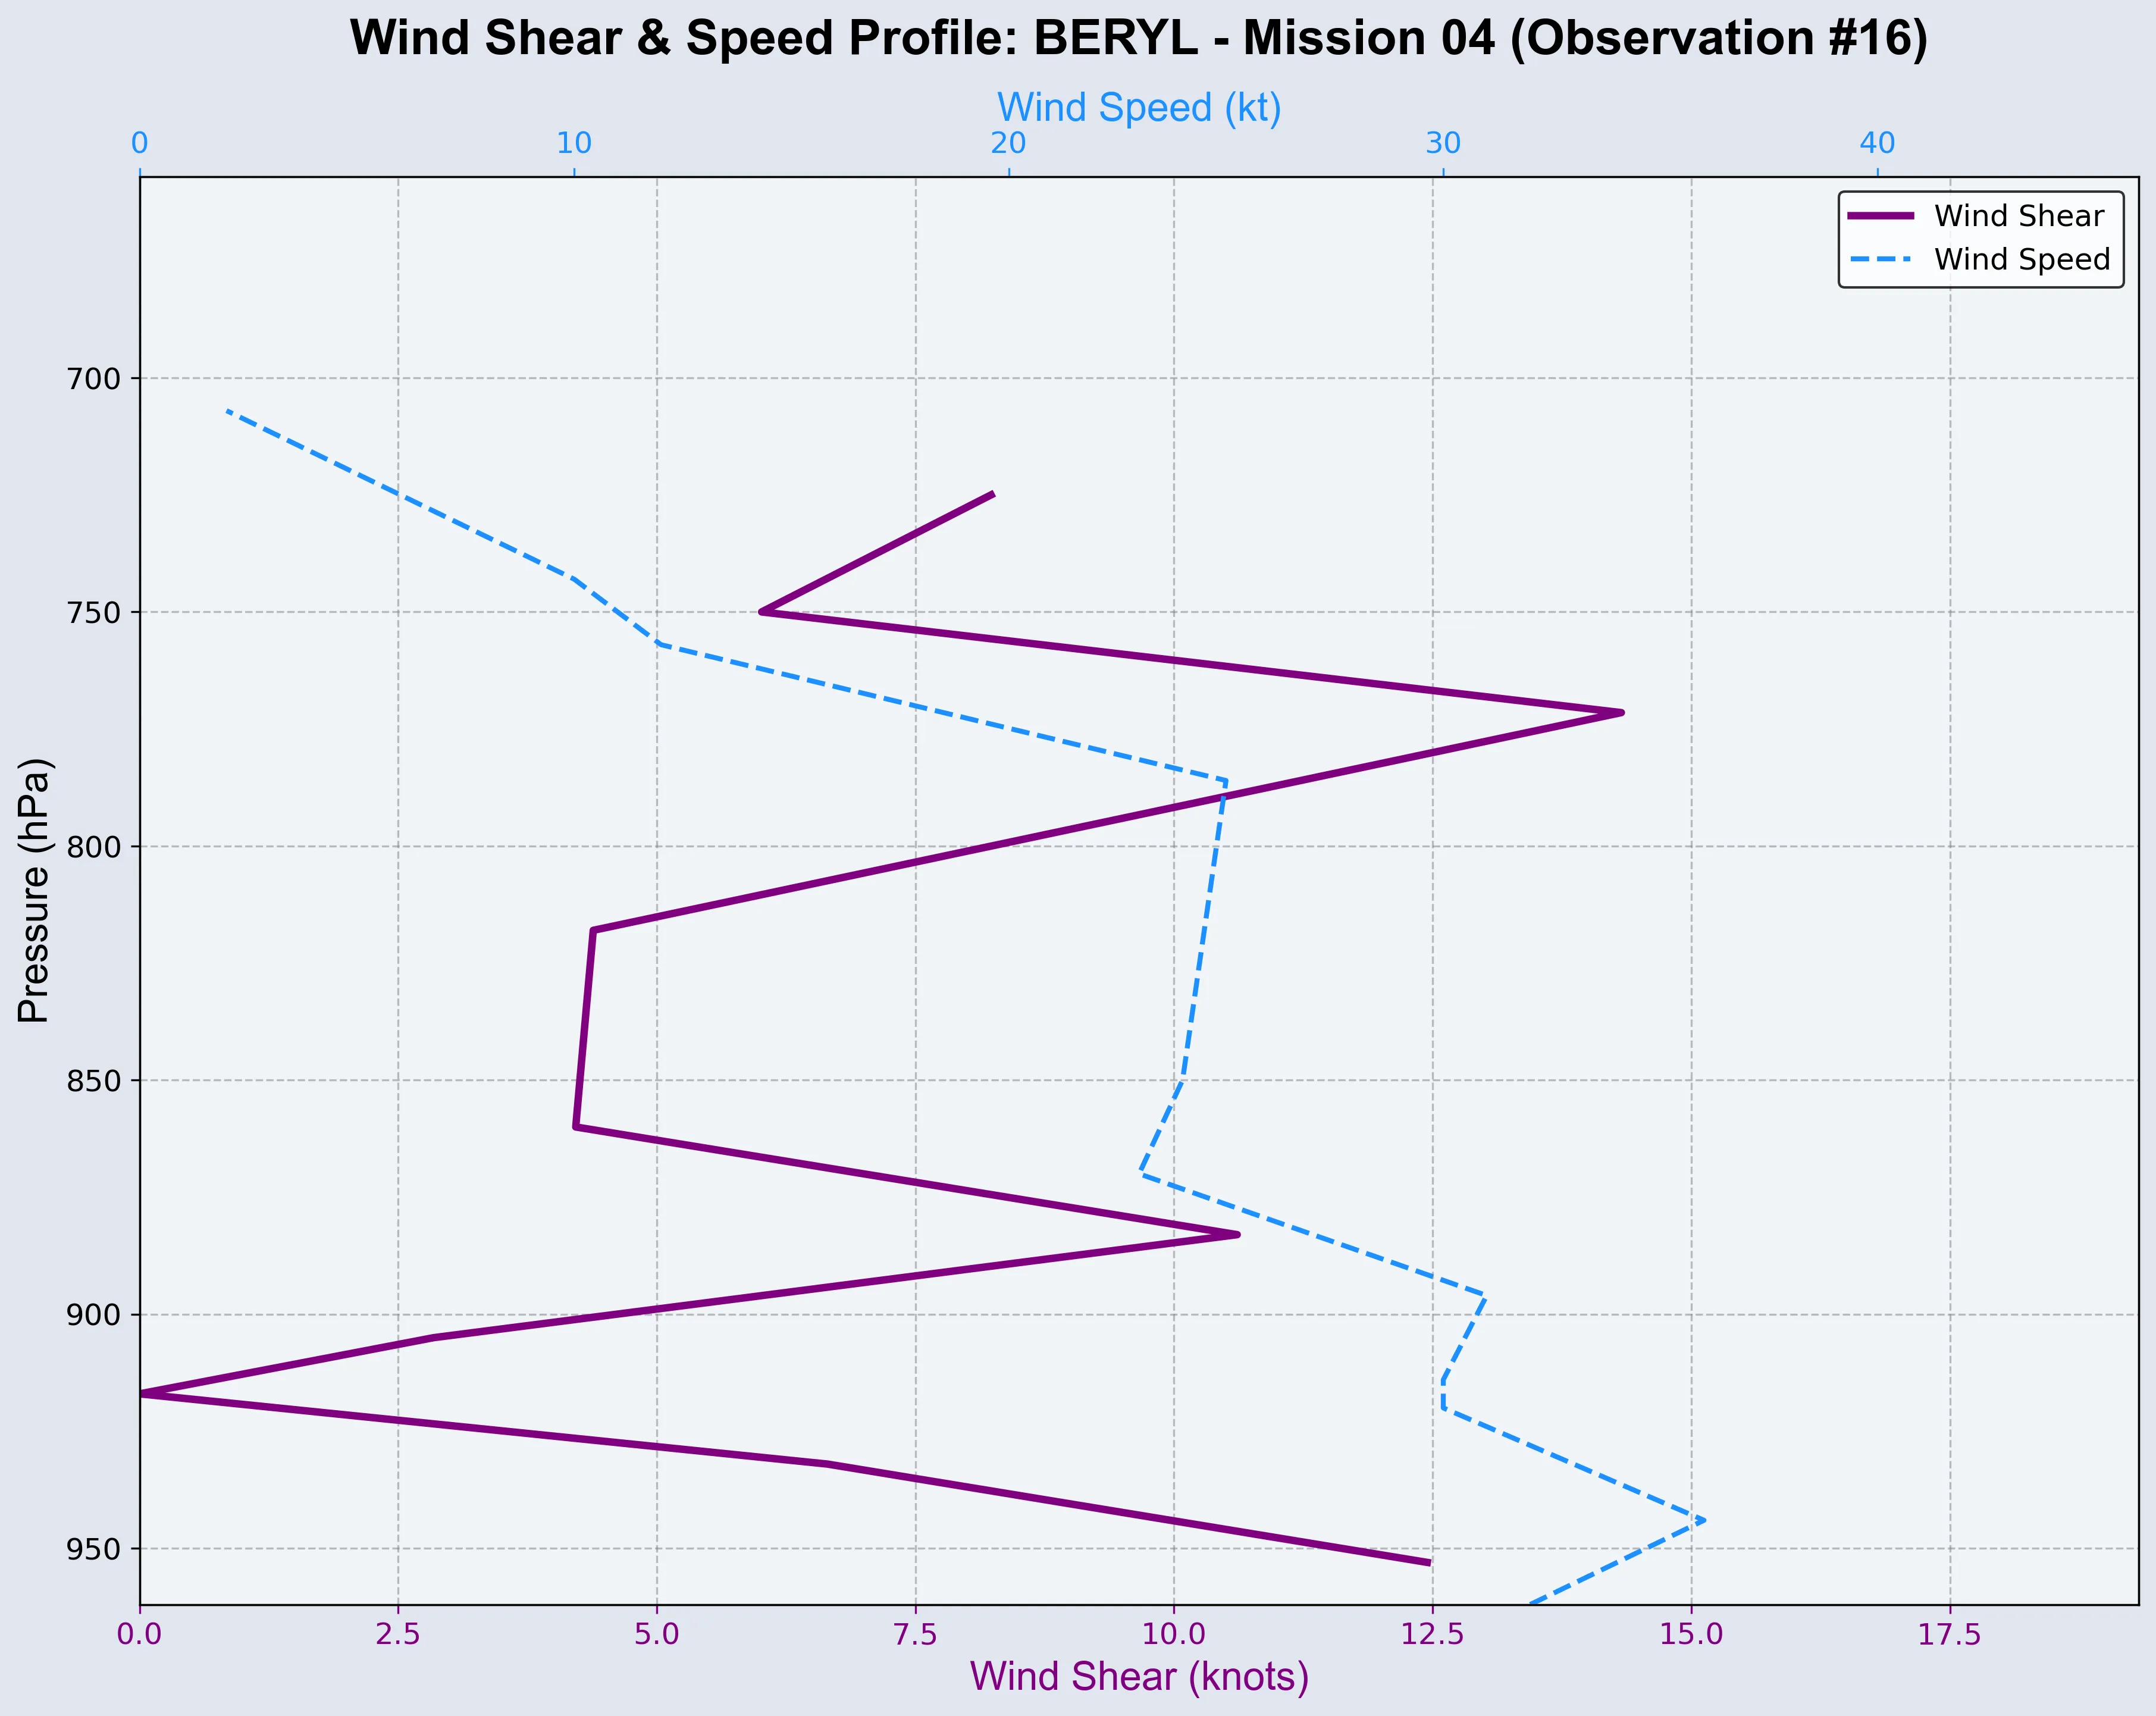 Wind Shear & Speed Profile: BERYL - Mission 04 (Observation #16)
Wind Speed (kt)
0 10 20 30 40
Wind Shear
Wind Speed
700
750
800
850
900
950
Pressure (hPa)
0.0 2.5 5.0 7.5 10.0 12.5 15.0 17.5
Wind Shear (knots)